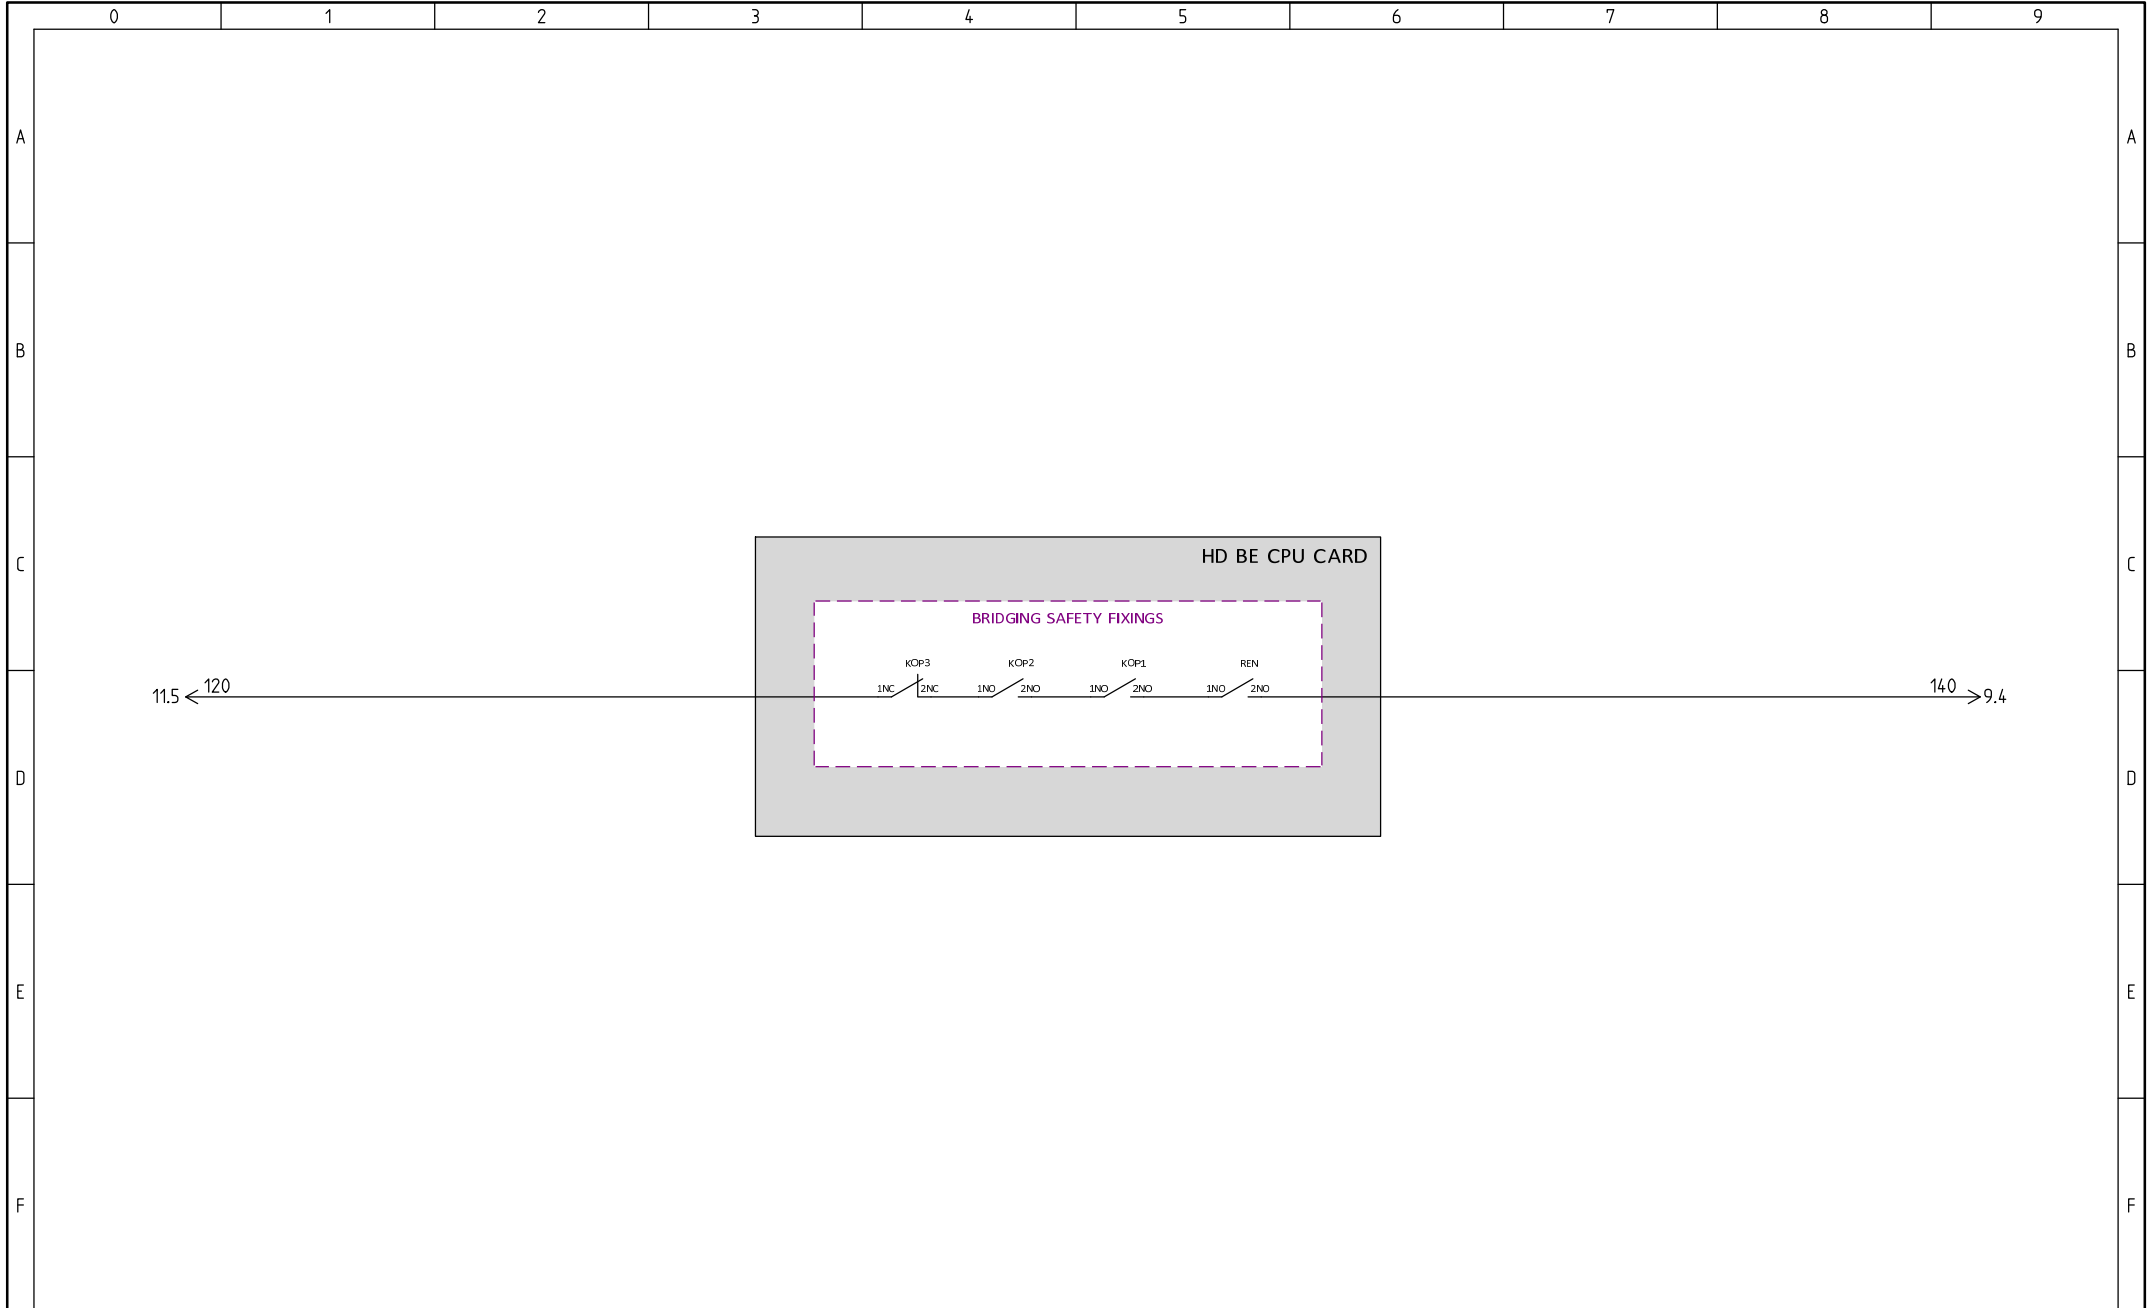 0 1 2 3 4 5 6 7 8 9
A A
B B
C C
HD BE CPU CARD
BRIDGING SAFETY FIXINGS
KOP3 KOP2 KOP1 REN
1NC 2NC 1NO 2NO 1NO 2NO 1NO 2NO
11.5 120 140 9.4
D D
E E
F F